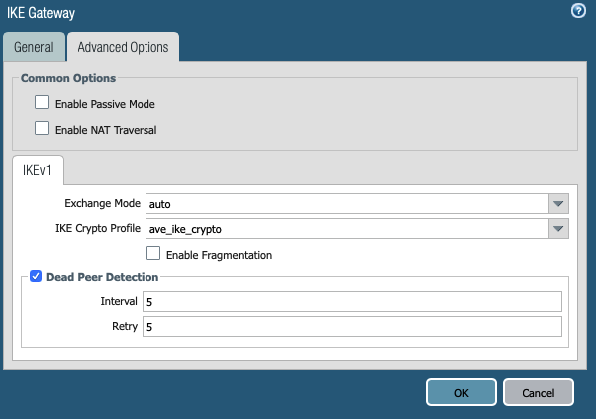 IKE Gateway
General
Advanced Options
Common Options
Enable Passive Mode
Enable NAT Traversal
IKEv1
Exchange Mode auto
IKE Crypto Profile ave_ike_crypto
Enable Fragmentation
Dead Peer Detection
Interval 5
Retry 5
OK Cancel